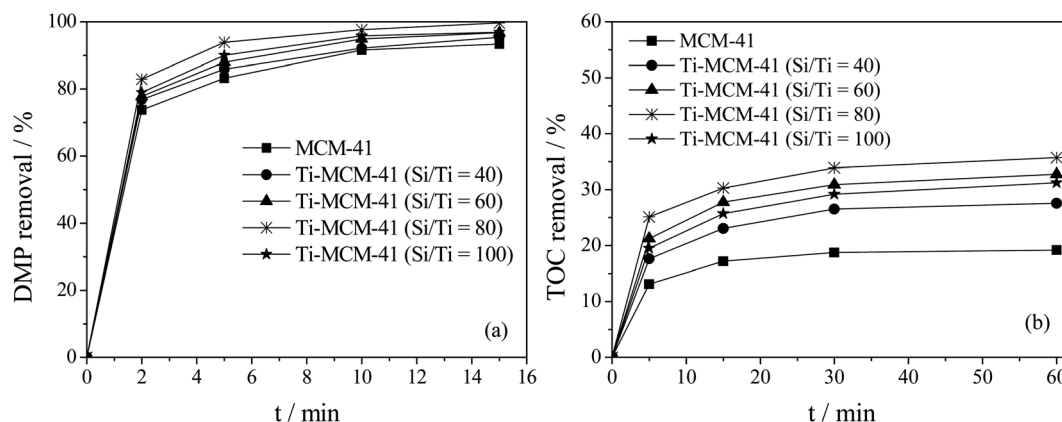 DMP removal / %
100
80
60
40
20
0
MCM-41
Ti-MCM-41 (Si/Ti = 40)
Ti-MCM-41 (Si/Ti = 60)
Ti-MCM-41 (Si/Ti = 80)
Ti-MCM-41 (Si/Ti = 100)
(a)
0 2 4 6 8 10 12 14 16
t / min
TOC removal / %
60
50
40
30
20
10
0
MCM-41
Ti-MCM-41 (Si/Ti = 40)
Ti-MCM-41 (Si/Ti = 60)
Ti-MCM-41 (Si/Ti = 80)
Ti-MCM-41 (Si/Ti = 100)
(b)
0 10 20 30 40 50 60
t / min